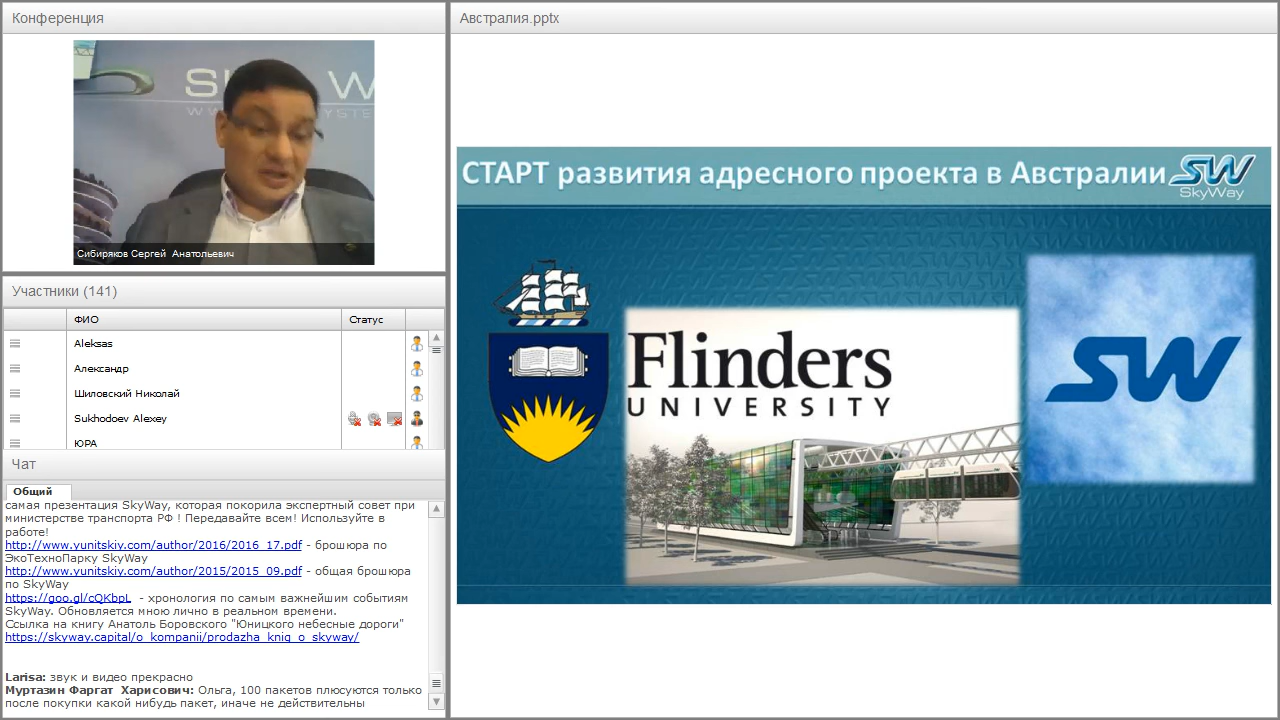 Конференция
SKY W
Сибиряков Сергей Анатольевич
Участники (141)
ФИО
Статус
Aleksas
Александр
Шиловский Николай
Sukhodoev Alexey
ЮРА
Чат
Общий
самая презентация SkyWay, которая покорила экспертный совет при
министерстве транспорта РФ ! Передавайте всем! Используйте в
работе!
http://www.yunitskiy.com/author/2016/2016_17.pdf - брошюра по
ЭкоТехноПарку SkyWay
http://www.yunitskiy.com/author/2015/2015_09.pdf - общая брошюра
по SkyWay
https://goo.gl/cQKbpL - хронология по самым важнейшим событиям
SkyWay. Обновляется мною лично в реальном времени.
Ссылка на книгу Анатоль Боровского "Юницкого небесные дороги"
https://skyway.capital/o_kompanii/prodazha_knig_o_skyway/
Larisa: звук и видео прекрасно
Муртазин Фаргат Харисович: Ольга, 100 пакетов плюсуются только
после покупки какой нибудь пакет, иначе не действительны
Австралия.pptx
СТАРТ развития адресного проекта в Австралии
SW
SkyWay
Flinders
UNIVERSITY
SW